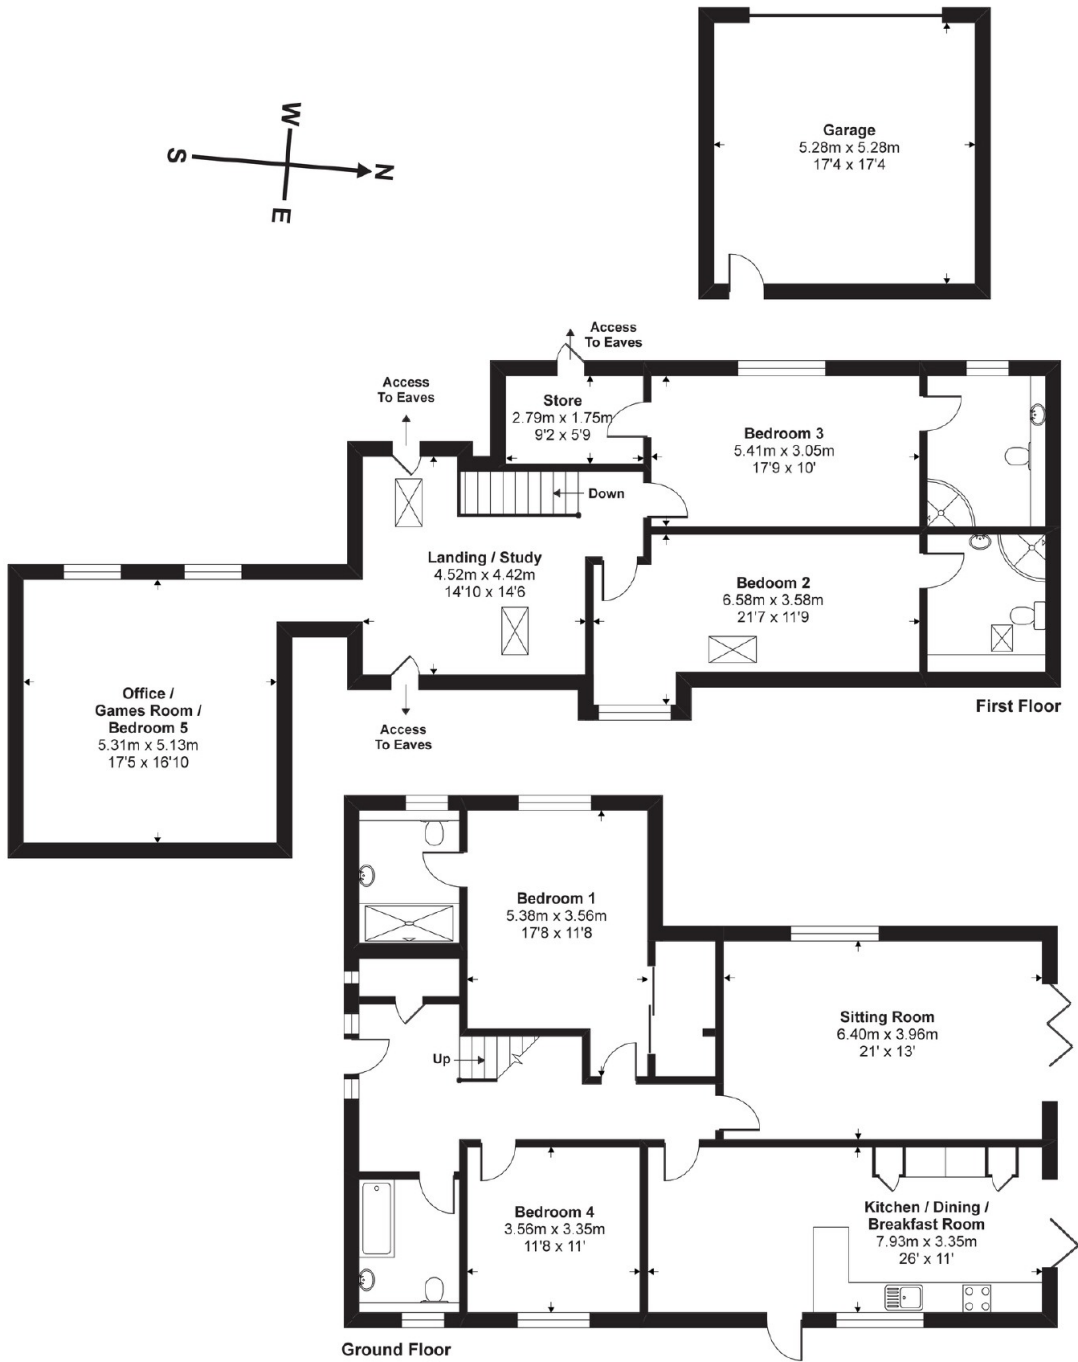 Garage
5.28m x 5.28m
17'4 x 17'4
W
S
N
E
Access
To Eaves
Access
To Eaves
Store
2.79m x 1.75m
9'2 x 5'9
Bedroom 3
5.41m x 3.05m
17'9 x 10'
Down
Landing / Study
4.52m x 4.42m
14'10 x 14'6
Bedoom 2
6.58m x 3.58m
21'7 x 11'9
Office /
Games Room /
Bedroom 5
5.31m x 5.13m
17'5 x 16'10
Access
To Eaves
First Floor
Bedroom 1
5.38m x 3.56m
17'8 x 11'8
Sitting Room
6.40m x 3.96m
21' x 13'
Up
Bedroom 4
3.56m x 3.35m
11'8 x 11'
Kitchen / Dining /
Breakfast Room
7.93m x 3.35m
26' x 11'
Ground Floor